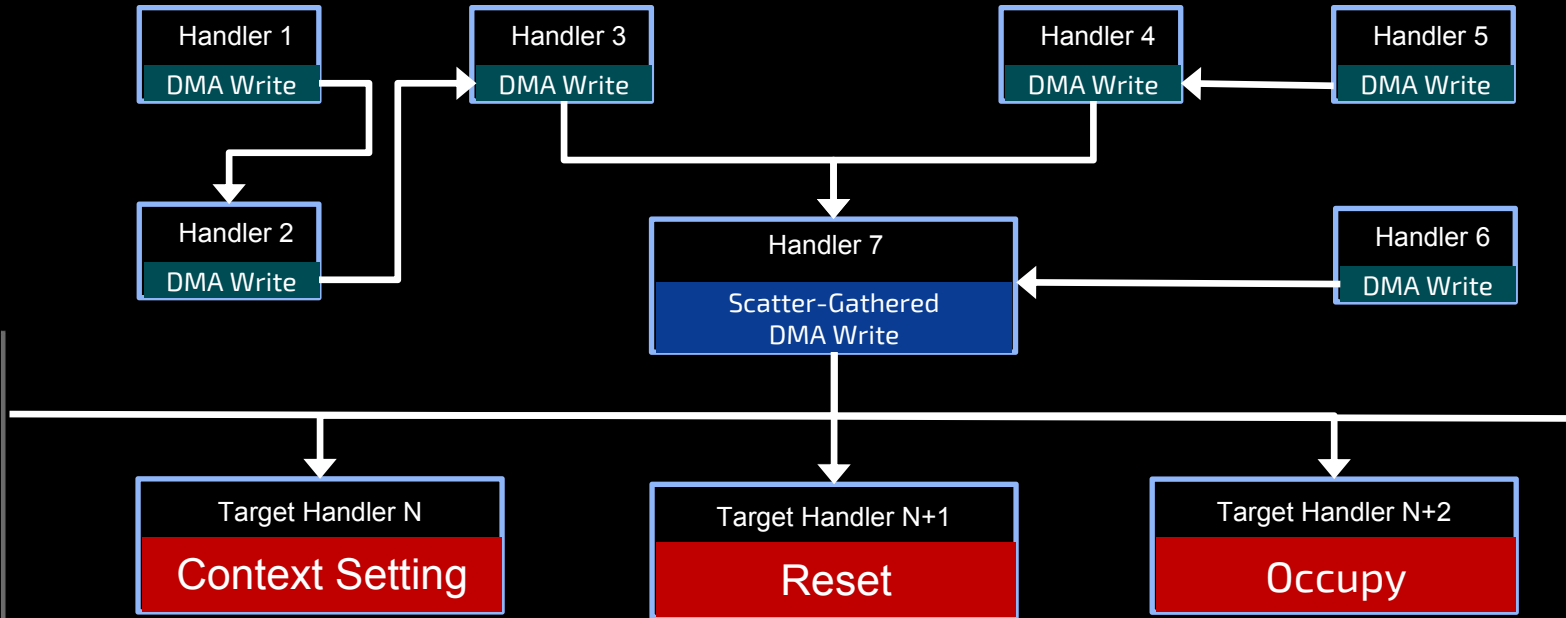 Handler 1
DMA Write
Handler 3
DMA Write
Handler 4
DMA Write
Handler 5
DMA Write
Handler 2
DMA Write
Handler 7
Scatter-Gathered
DMA Write
Handler 6
DMA Write
Target Handler N
Context Setting
Target Handler N+1
Reset
Target Handler N+2
Occupy